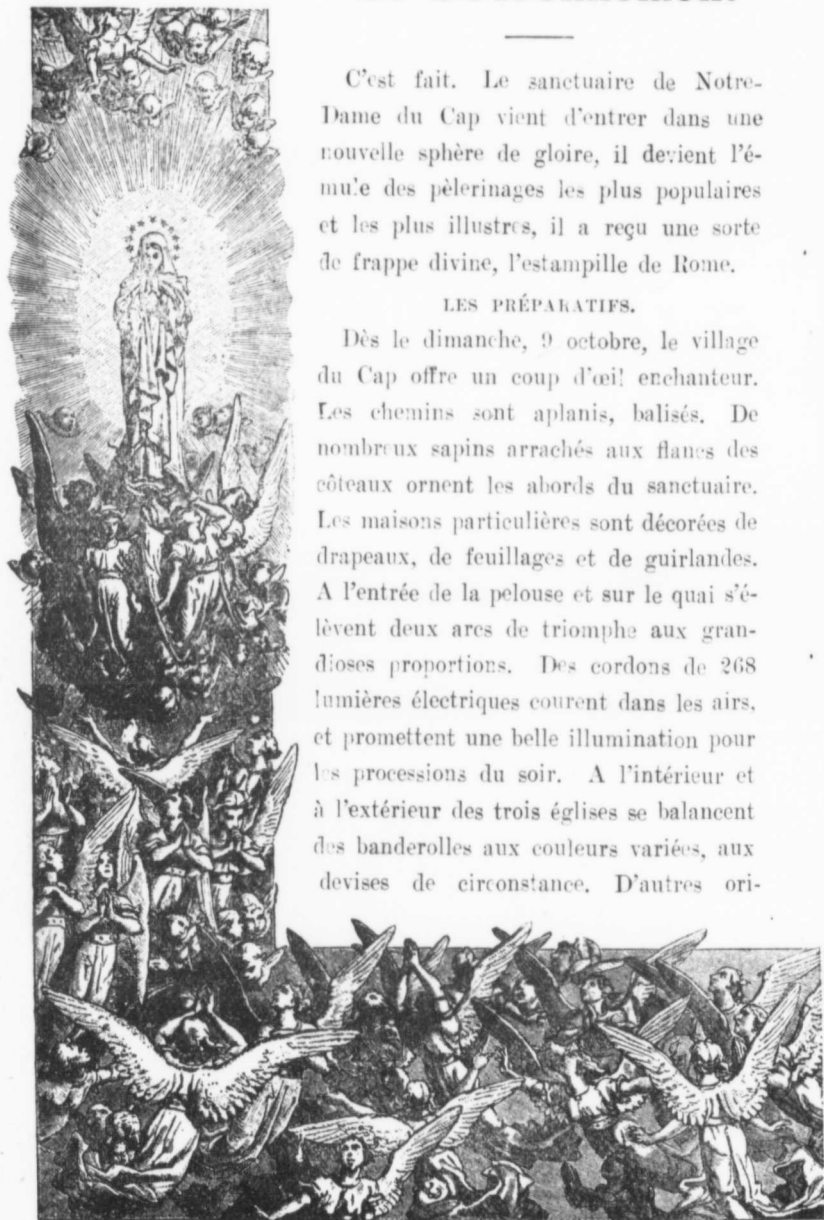 C'est fait. Le sanctuaire de Notre-
Dame du Cap vient d'entrer dans une
nouvelle sphère de gloire, il devient l'é-
mule des pèlerinages les plus populaires
et les plus illustres, il a reçu une sorte
de frappe divine, l'estampille de Rome.
LES PRÉPARATIFS.
Dès le dimanche, 9 octobre, le village
du Cap offre un coup d'œil enchanteur.
Les chemins sont aplanis, balisés. De
nombreux sapins arrachés aux flancs des
côteaux ornent les abords du sanctuaire.
Les maisons particulières sont décorées de
drapeaux, de feuillages et de guirlandes.
A l'entrée de la pelouse et sur le quai s'é-
lèvent deux arcs de triomphe aux gran-
dioses proportions. Des cordons de 268
lumières électriques courent dans les airs,
et promettent une belle illumination pour
les processions du soir. A l'intérieur et
à l'extérieur des trois églises se balancent
des banderolles aux couleurs variées, aux
devises de circonstance. D'autres ori-